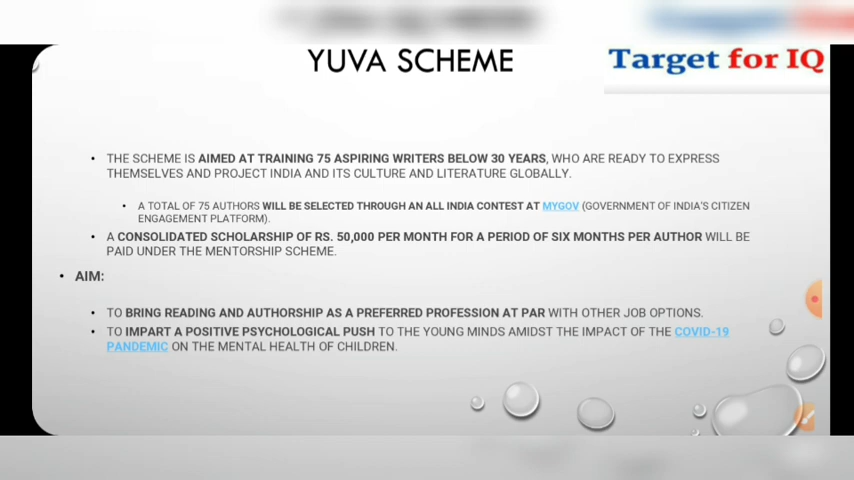 YUVA SCHEME
Target for IQ
• THE SCHEME IS AIMED AT TRAINING 75 ASPIRING WRITERS BELOW 30 YEARS, WHO ARE READY TO EXPRESS
THEMSELVES AND PROJECT INDIA AND ITS CULTURE AND LITERATURE GLOBALLY.
• A TOTAL OF 75 AUTHORS WILL BE SELECTED THROUGH AN ALL INDIA CONTEST AT MYGOV (GOVERNMENT OF INDIA'S CITIZEN
ENGAGEMENT PLATFORM).
• A CONSOLIDATED SCHOLARSHIP OF RS. 50,000 PER MONTH FOR A PERIOD OF SIX MONTHS PER AUTHOR WILL BE
PAID UNDER THE MENTORSHIP SCHEME.
• AIM:
• TO BRING READING AND AUTHORSHIP AS A PREFERRED PROFESSION AT PAR WITH OTHER JOB OPTIONS.
• TO IMPART A POSITIVE PSYCHOLOGICAL PUSH TO THE YOUNG MINDS AMIDST THE IMPACT OF THE COVID-19
PANDEMIC ON THE MENTAL HEALTH OF CHILDREN.